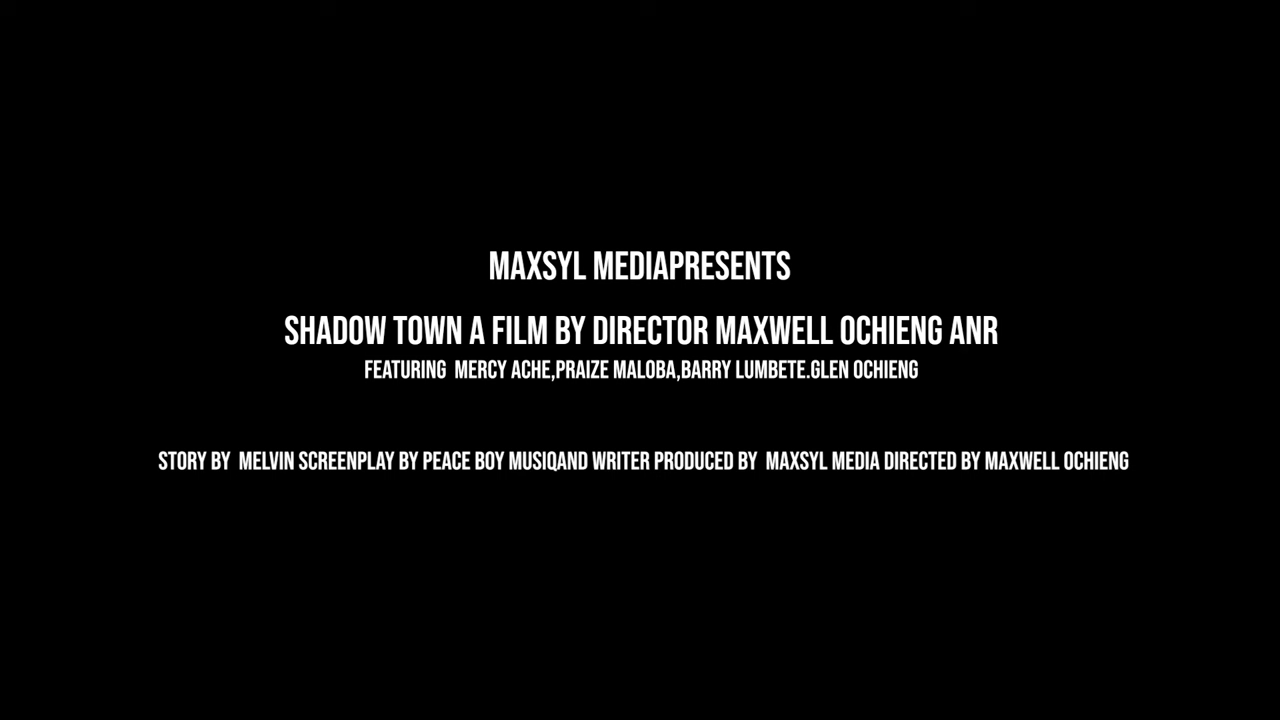 MAXSYL MEDIAPRESENTS
SHADOW TOWN A FILM BY DIRECTOR MAXWELL OCHIENG ANR
FEATURING  MERCY ACHE,PRAIZE MALOBA,BARRY LUMBETE.GLEN OCHIENG
STORY BY  MELVIN SCREENPLAY BY PEACE BOY MUSIQAND WRITER PRODUCED BY  MAXSYL MEDIA DIRECTED BY MAXWELL OCHIENG